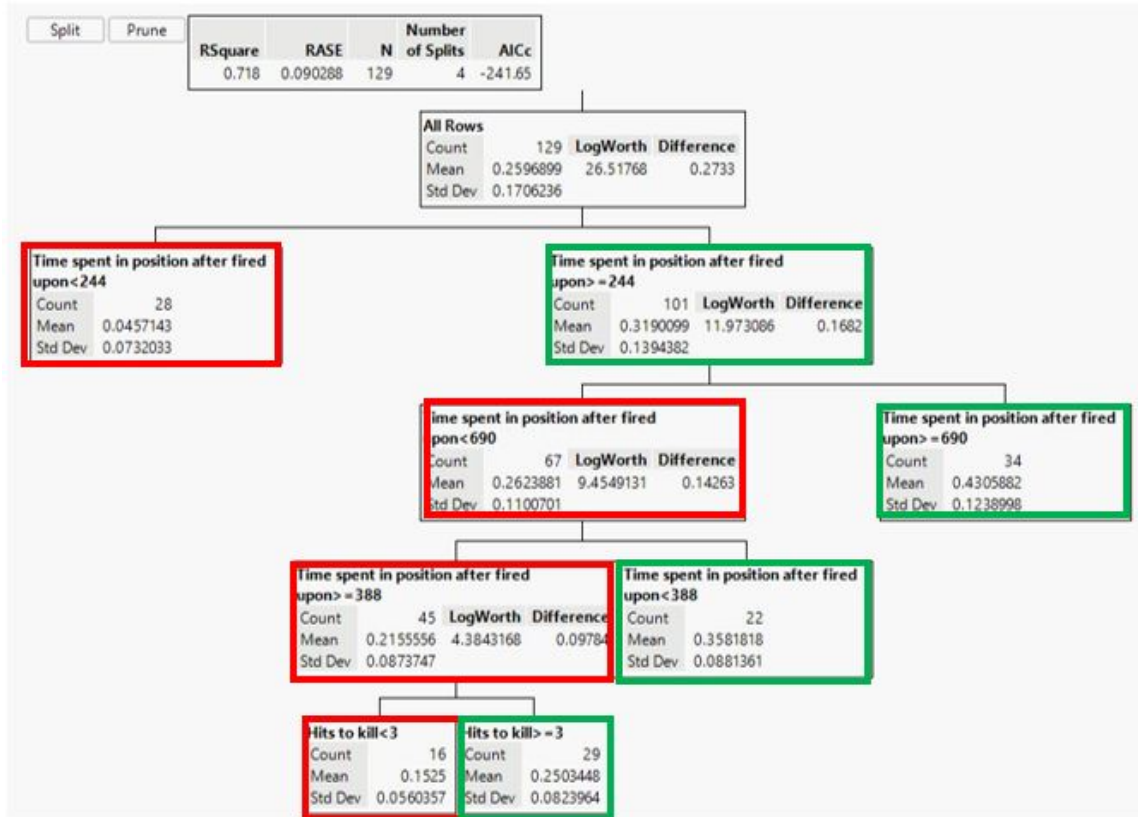 Split Prune
Number
RSquare RASE N of Splits AICc
0.718 0.090288 129 4 -241.65
All Rows
Count 129 LogWorth Difference
Mean 0.2596899 26.51768 0.2733
Std Dev 0.1706236
Time spent in position after fired
upon<244
Count 28
Mean 0.0457143
Std Dev 0.0732033
Time spent in position after fired
upon>=244
Count 101 LogWorth Difference
Mean 0.3190099 11.973086 0.1682
Std Dev 0.1394382
Time spent in position after fired
upon<690
Count 67 LogWorth Difference
Mean 0.2623881 9.4549131 0.14263
Std Dev 0.1100701
Time spent in position after fired
upon>=690
Count 34
Mean 0.4305882
Std Dev 0.1238998
Time spent in position after fired
upon>=388
Count 45 LogWorth Difference
Mean 0.2155556 4.3843168 0.09784
Std Dev 0.0873747
Time spent in position after fired
upon<388
Count 22
Mean 0.3581818
Std Dev 0.0881361
Hits to kill<3
Count 16
Mean 0.1525
Std Dev 0.0560357
Hits to kill>=3
Count 29
Mean 0.2503448
Std Dev 0.0823964